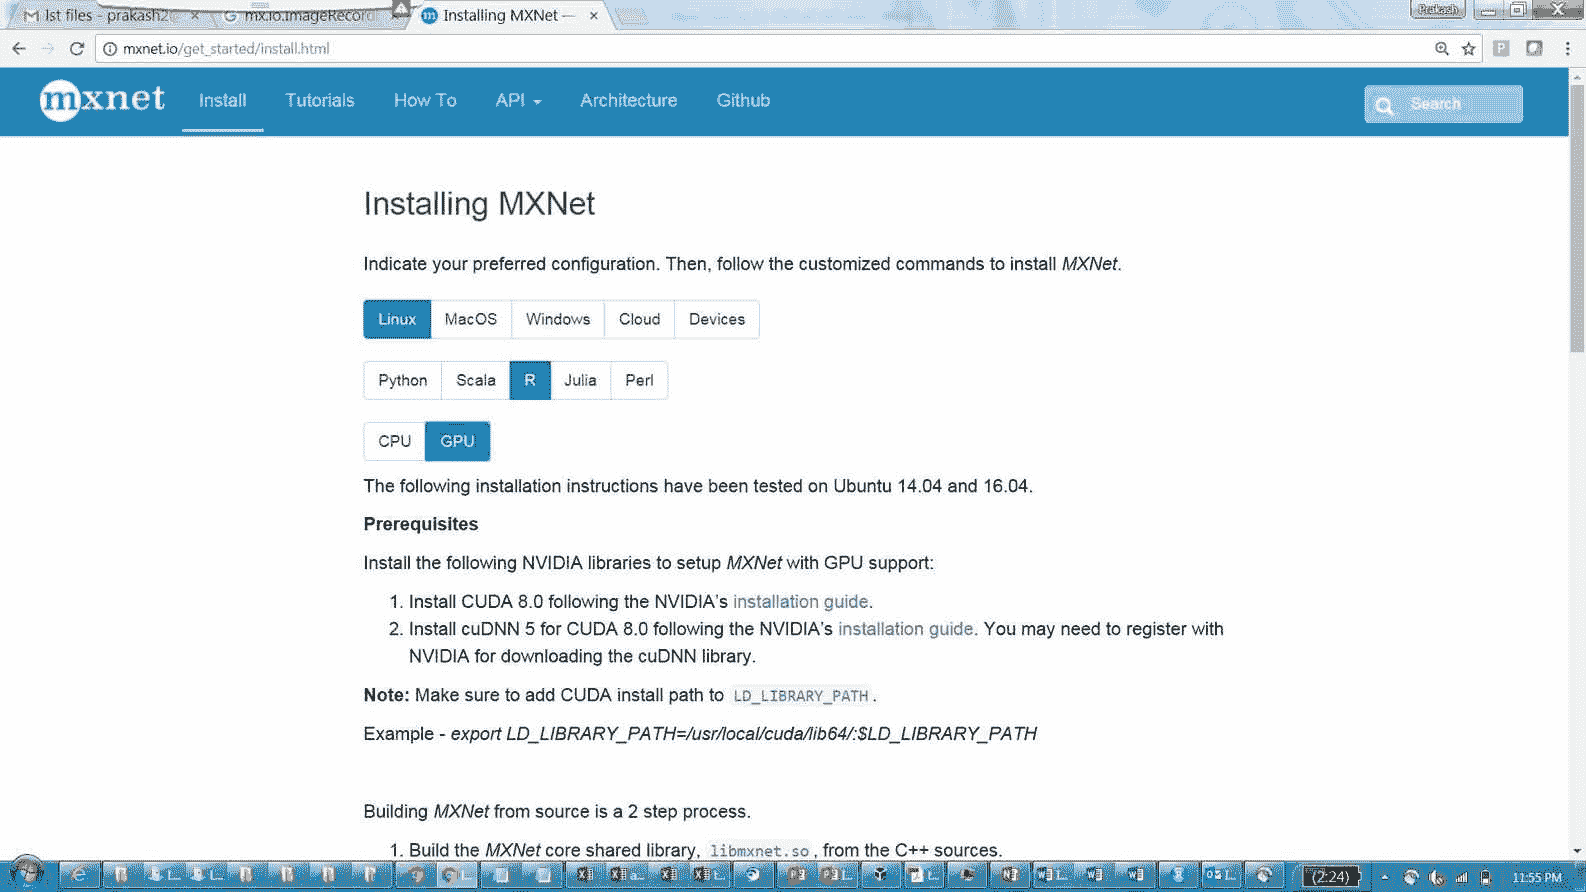 lst files - prakash2
mx.io.ImageRecordI
Installing MXNet —
Prakash
mxnet.io/get_started/install.html
mxnet
Install
Tutorials
How To
API
Architecture
Github
Search
Installing MXNet
Indicate your preferred configuration. Then, follow the customized commands to install MXNet.
Linux MacOS Windows Cloud Devices
Python Scala R Julia Perl
CPU GPU
The following installation instructions have been tested on Ubuntu 14.04 and 16.04.
Prerequisites
Install the following NVIDIA libraries to setup MXNet with GPU support:
1. Install CUDA 8.0 following the NVIDIA's installation guide.
2. Install cuDNN 5 for CUDA 8.0 following the NVIDIA's installation guide. You may need to register with
NVIDIA for downloading the cuDNN library.
Note: Make sure to add CUDA install path to LD_LIBRARY_PATH.
Example - export LD_LIBRARY_PATH=/usr/local/cuda/lib64/:$LD_LIBRARY_PATH
Building MXNet from source is a 2 step process.
1. Build the MXNet core shared library, libmxnet.so, from the C++ sources.
(2:24)
11:55 PM